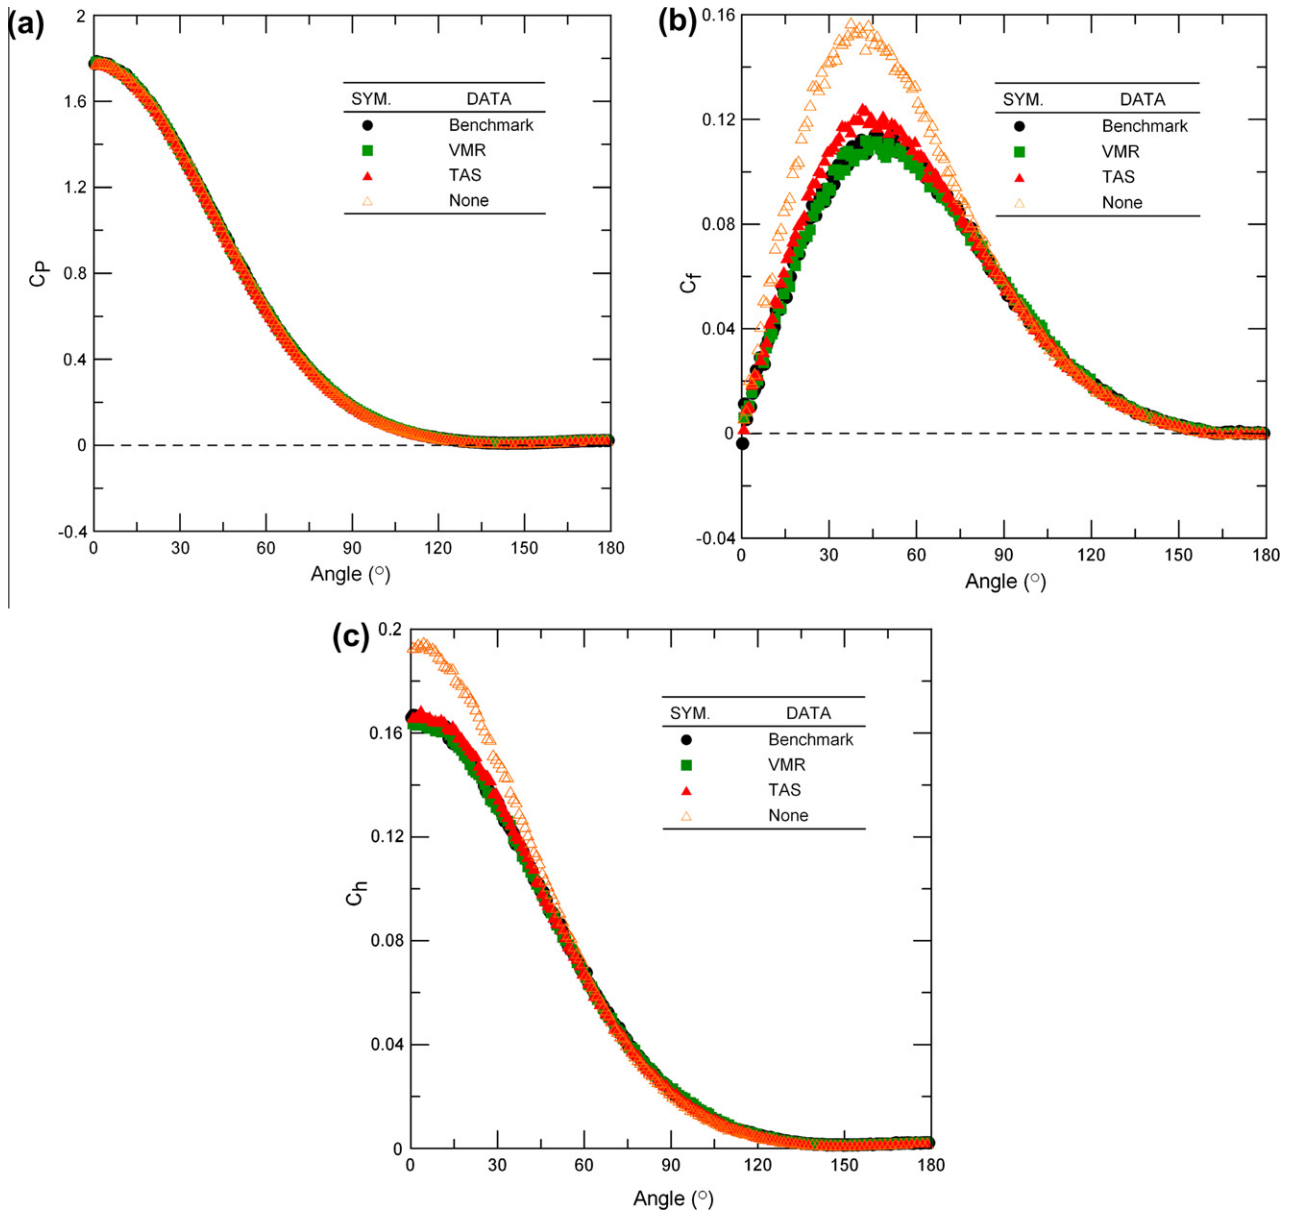 (a)
2
1.6
1.2
0.8
0.4
0
-0.4
CP
SYM. DATA
Benchmark
VMR
TAS
None
0 30 60 90 120 150 180
Angle (°)
(b)
0.16
0.12
0.08
0.04
0
-0.04
Cf
SYM. DATA
Benchmark
VMR
TAS
None
0 30 60 90 120 150 180
Angle (°)
(c)
0.2
0.16
0.12
0.08
0.04
0
Ch
SYM. DATA
Benchmark
VMR
TAS
None
0 30 60 90 120 150 180
Angle (°)